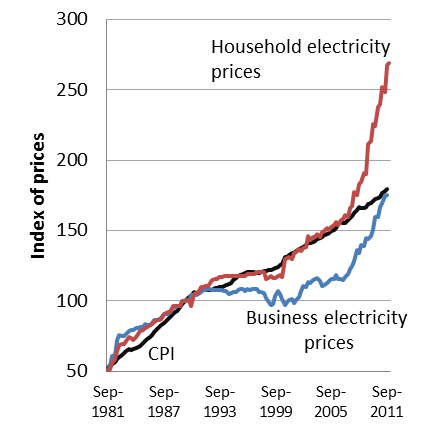 300
250
200
150
100
50
Index of prices
Household electricity
prices
CPI
Business electricity
prices
Sep-
1981
Sep-
1987
Sep-
1993
Sep-
1999
Sep-
2005
Sep-
2011